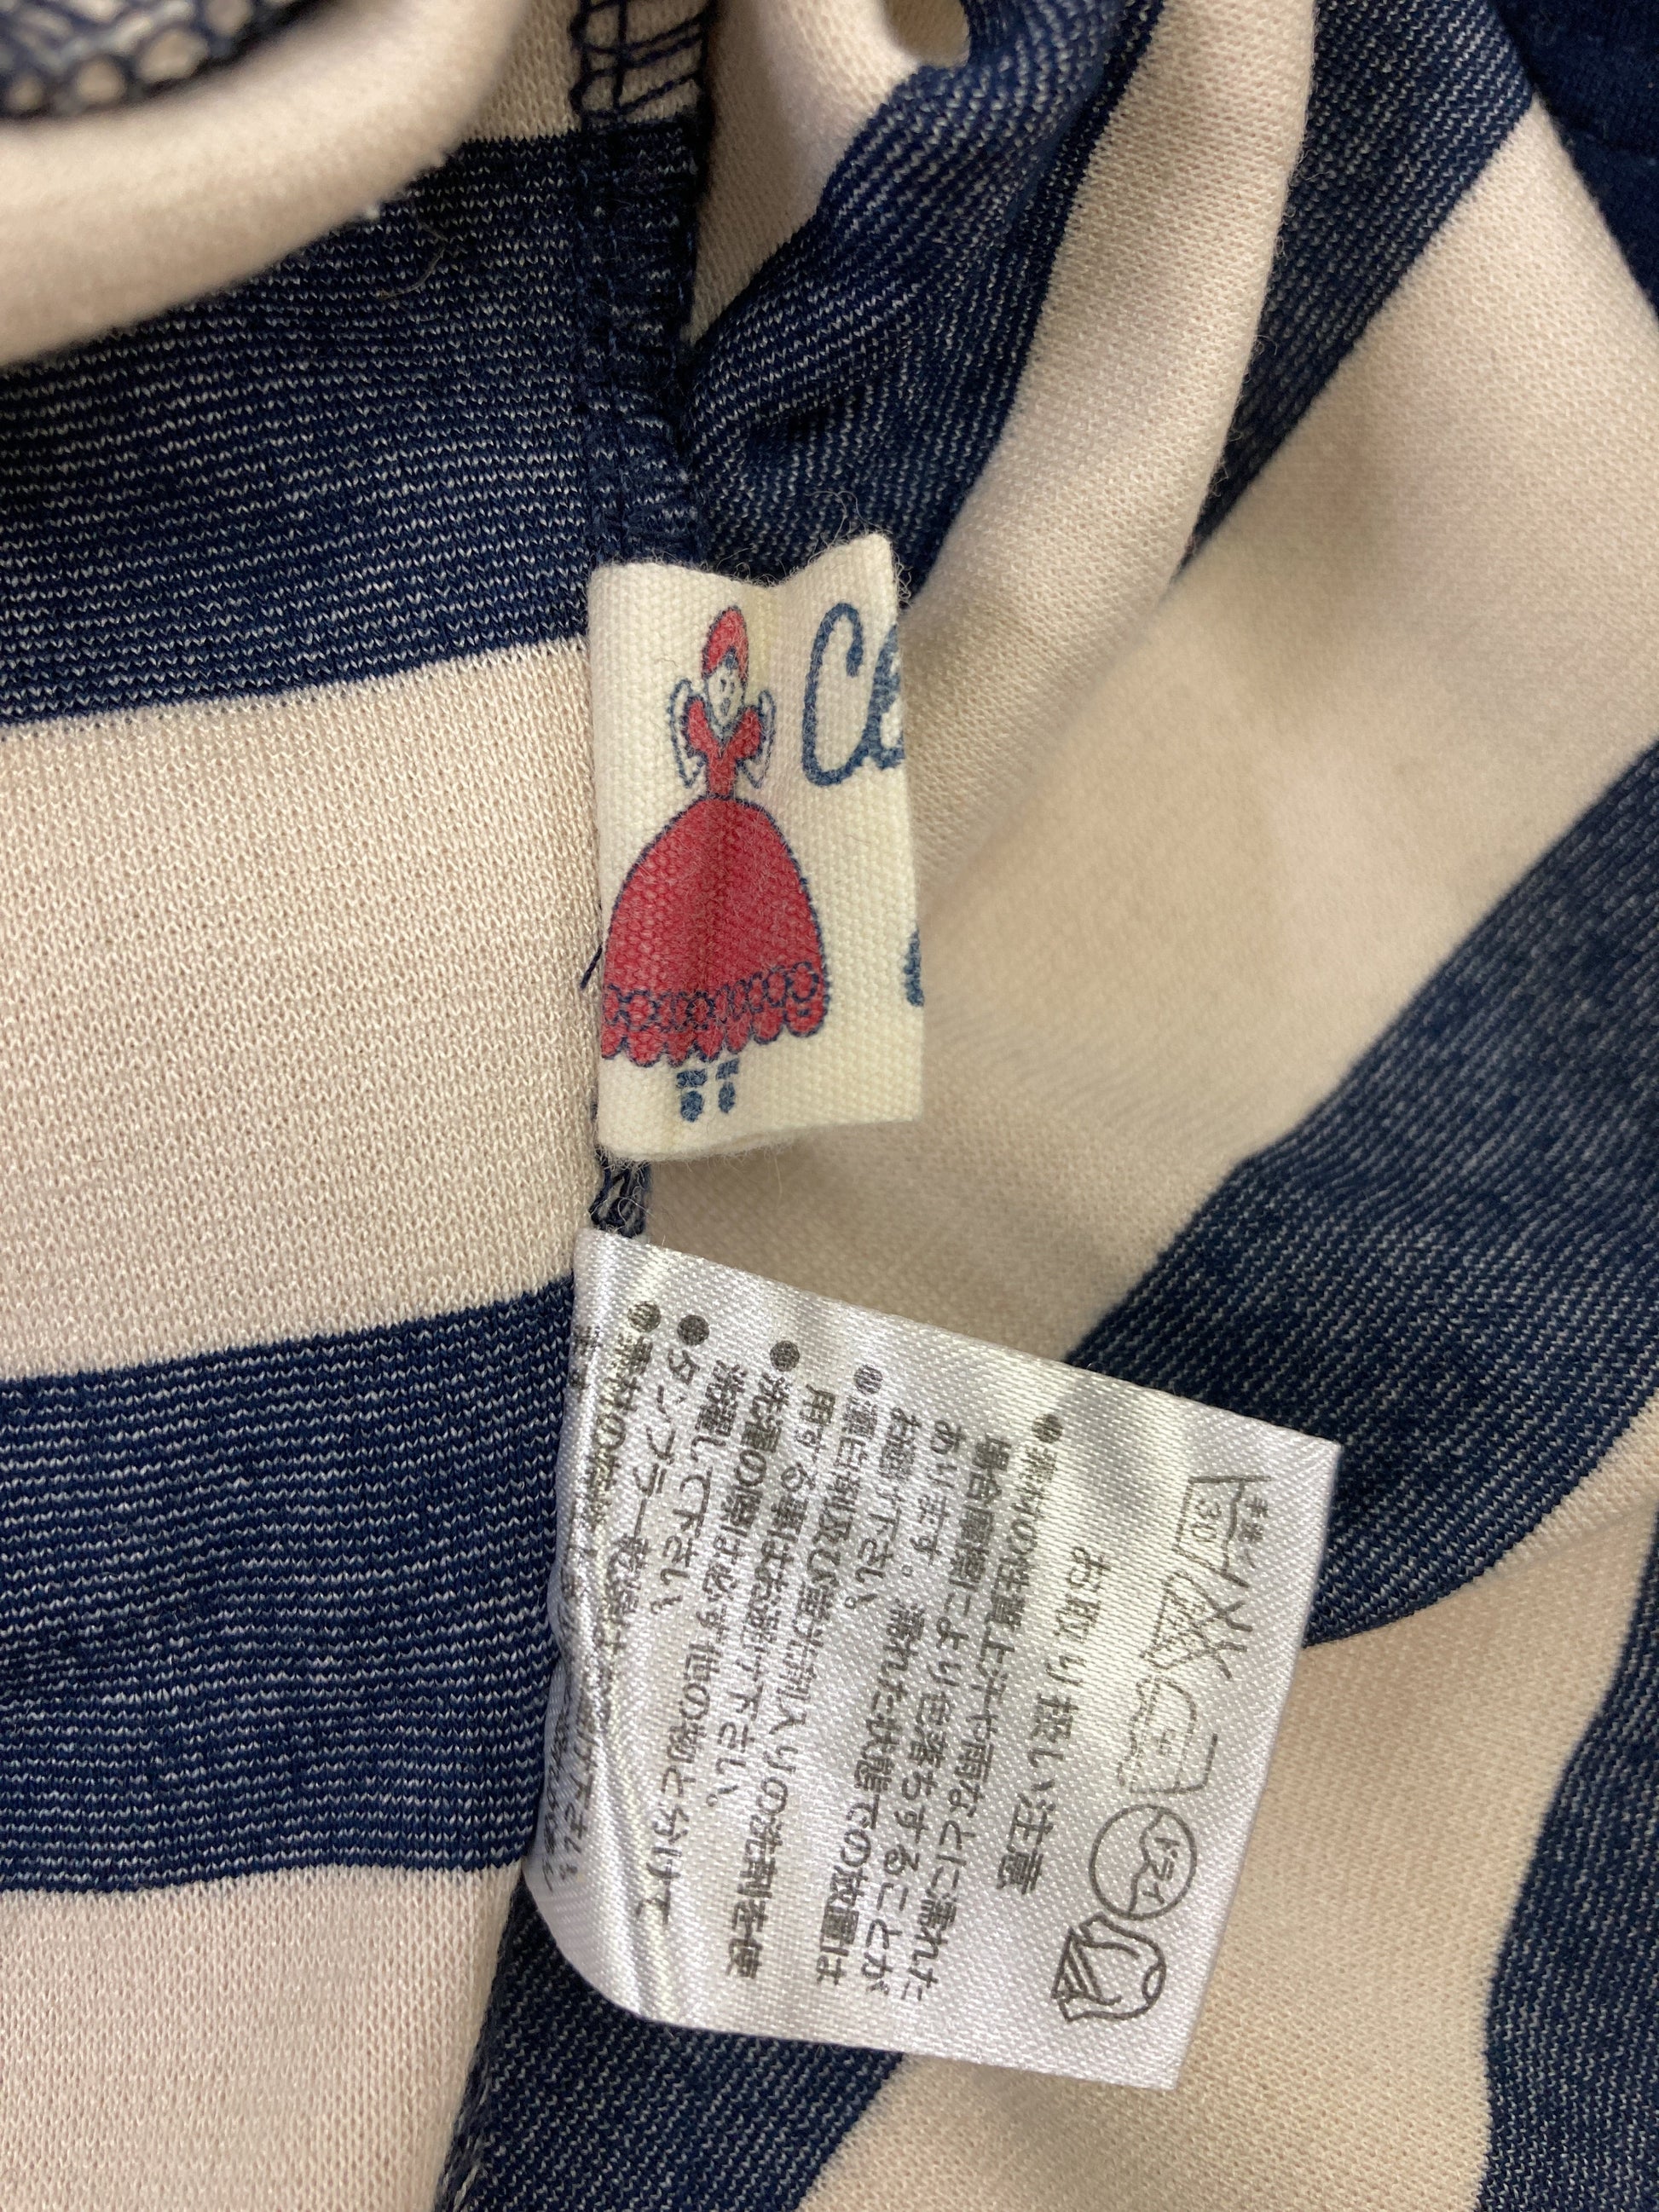 Ce
手洗イ
30
ドライ
お取り扱い注意
●素材の性質上汗や雨などに濡れた
場合摩擦により色落ちすることが
あります。濡れた状態での放置は
お避け下さい。
●漂白剤及び蛍光剤入りの洗剤を使
用する事はお避け下さい。
●洗濯の際は必ず他の物と分けて
洗濯して下さい。
●タンブラー乾燥は
●素材の